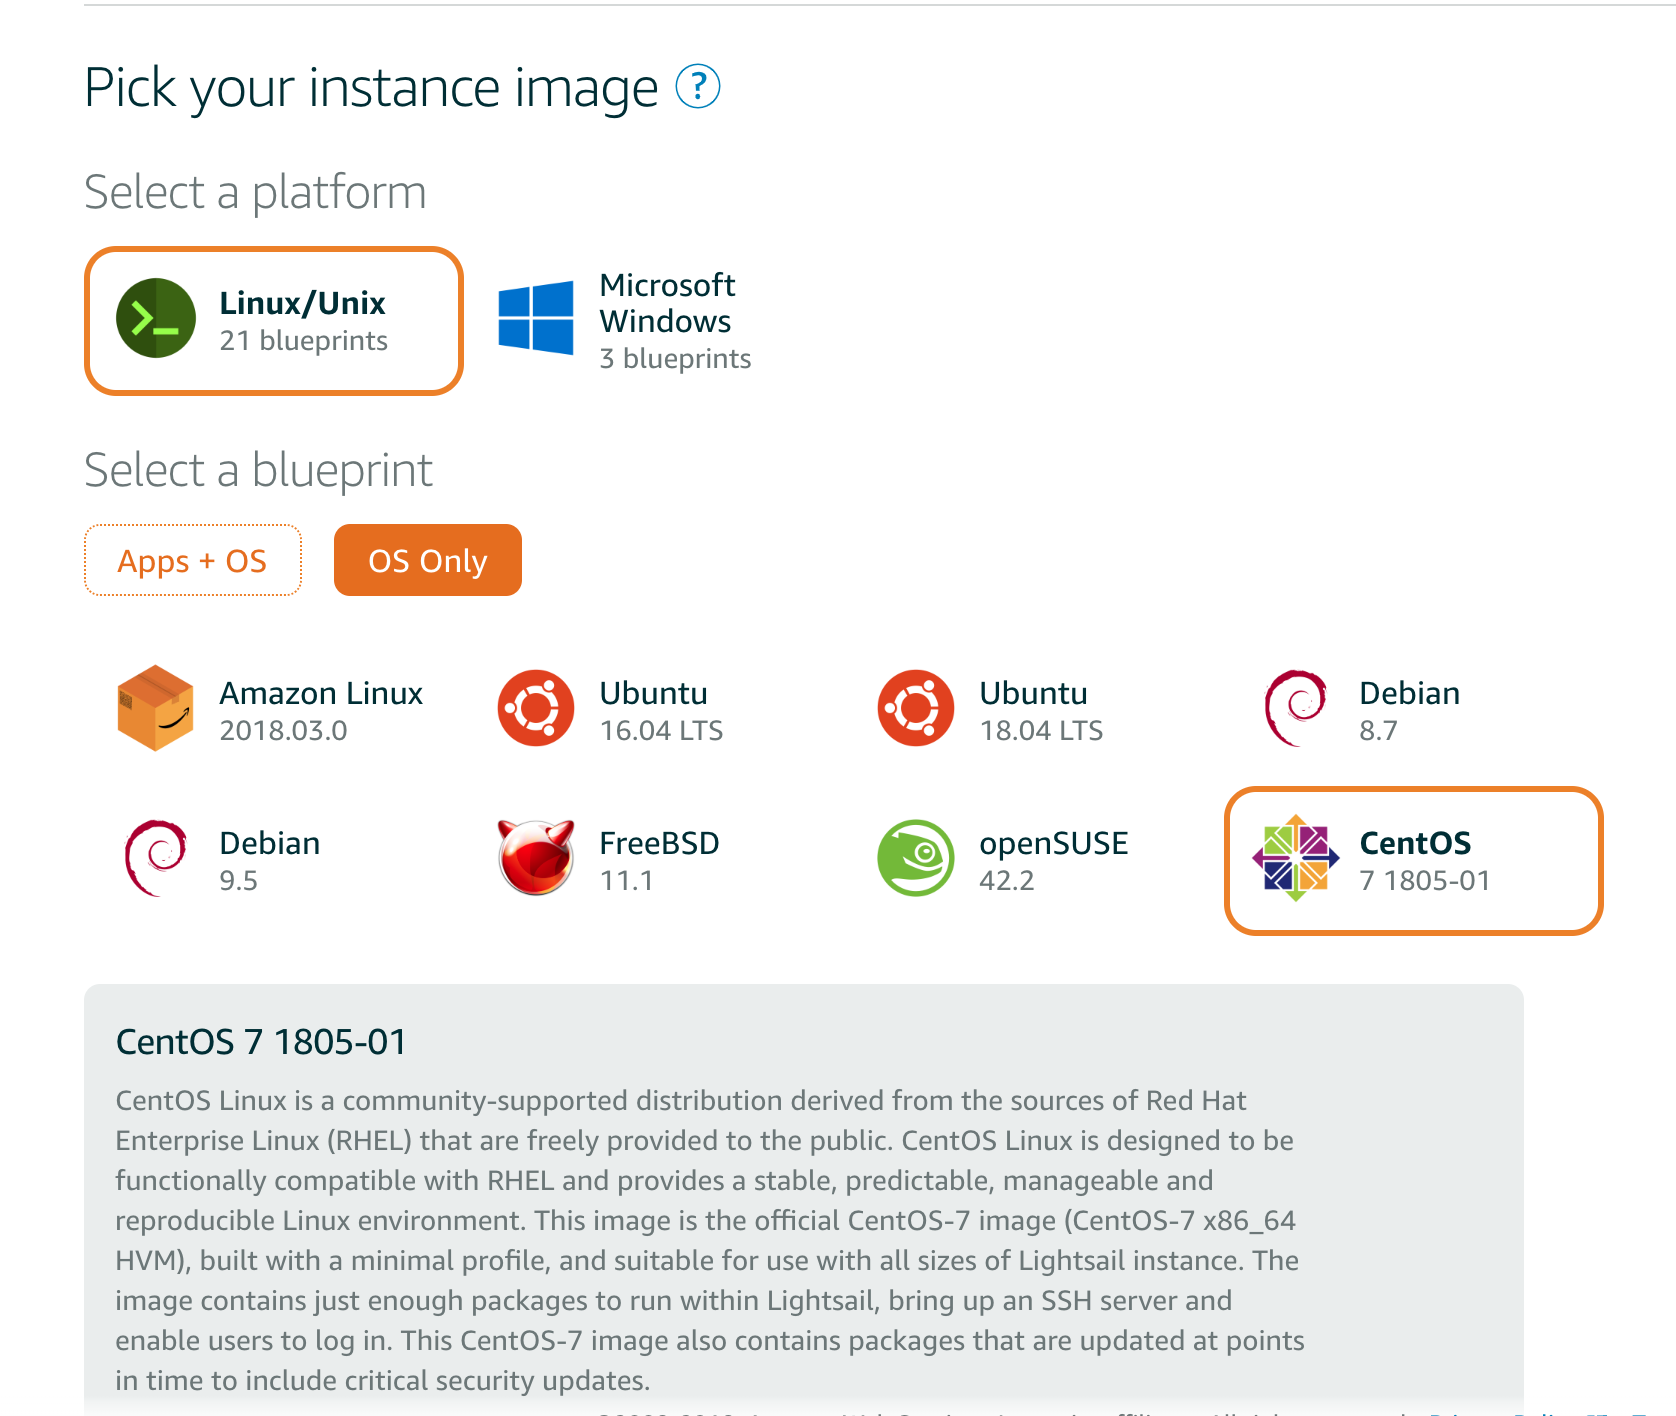 Pick your instance image ?
Select a platform
Linux/Unix
21 blueprints
Microsoft
Windows
3 blueprints
Select a blueprint
Apps + OS
OS Only
Amazon Linux
2018.03.0
Ubuntu
16.04 LTS
Ubuntu
18.04 LTS
Debian
8.7
Debian
9.5
FreeBSD
11.1
openSUSE
42.2
CentOS
7 1805-01
CentOS 7 1805-01
CentOS Linux is a community-supported distribution derived from the sources of Red Hat
Enterprise Linux (RHEL) that are freely provided to the public. CentOS Linux is designed to be
functionally compatible with RHEL and provides a stable, predictable, manageable and
reproducible Linux environment. This image is the official CentOS-7 image (CentOS-7 x86_64
HVM), built with a minimal profile, and suitable for use with all sizes of Lightsail instance. The
image contains just enough packages to run within Lightsail, bring up an SSH server and
enable users to log in. This CentOS-7 image also contains packages that are updated at points
in time to include critical security updates.